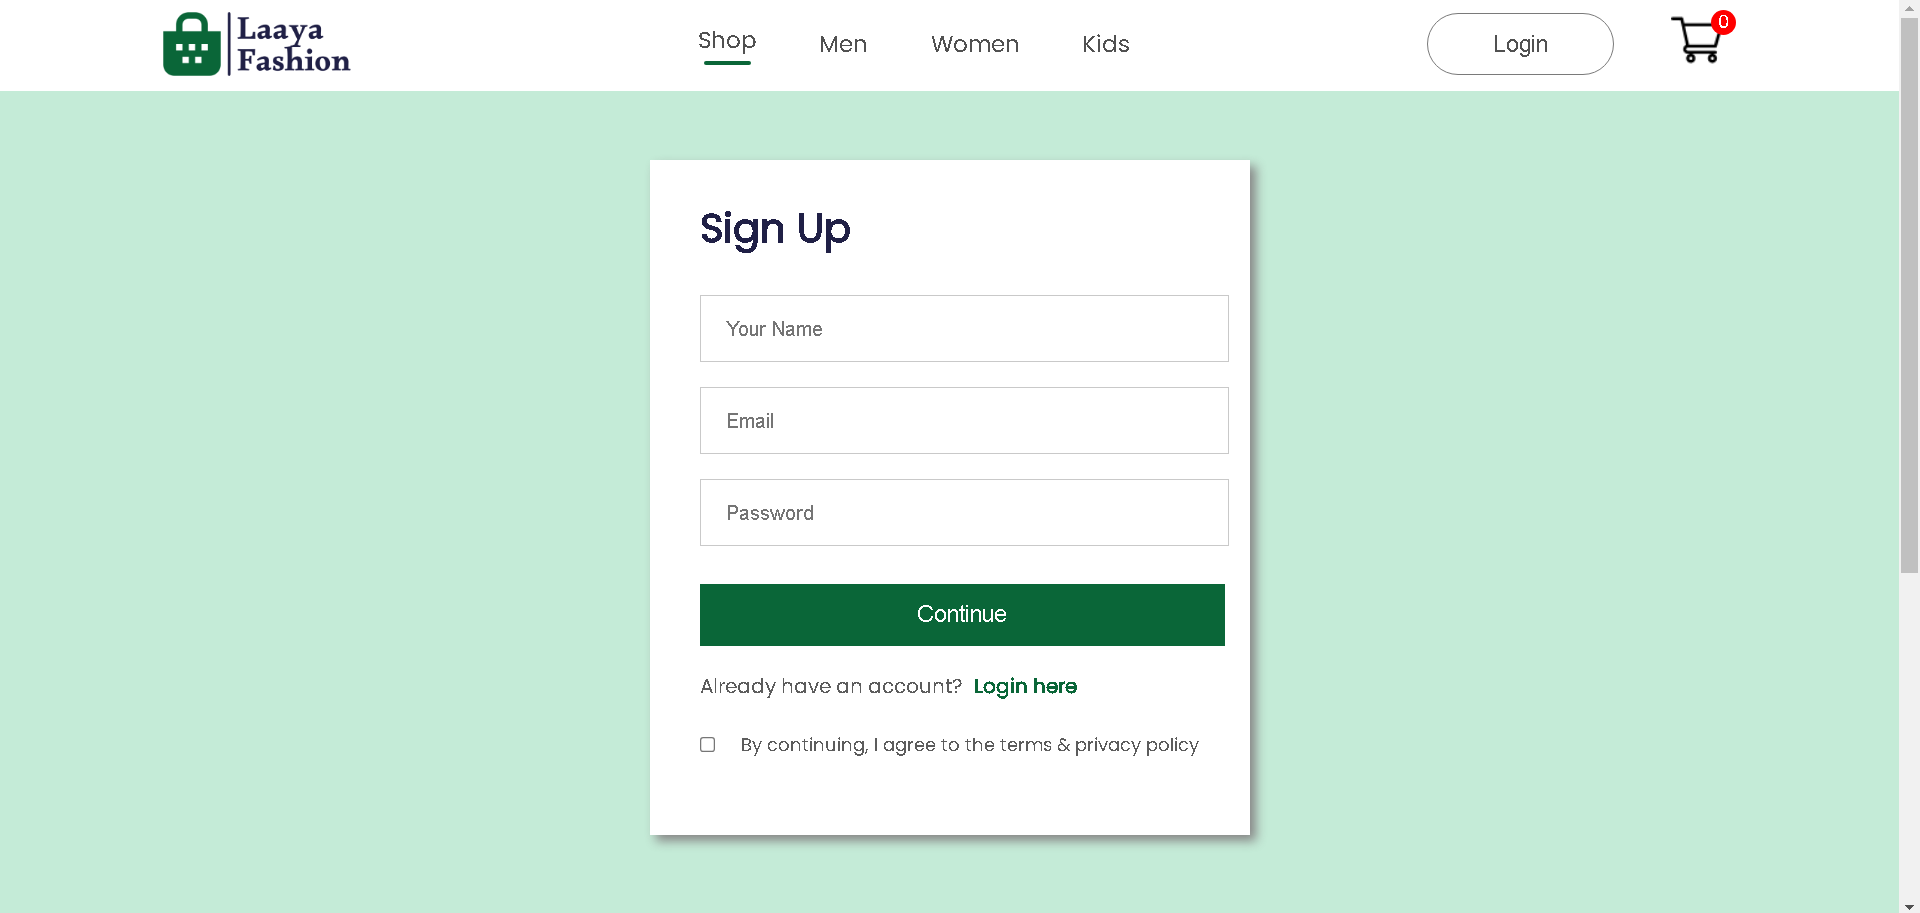 Laaya
Fashion
Shop
Men
Women
Kids
Login
0
Sign Up
Your Name
Email
Password
Continue
Already have an account? Login here
By continuing, I agree to the terms & privacy policy